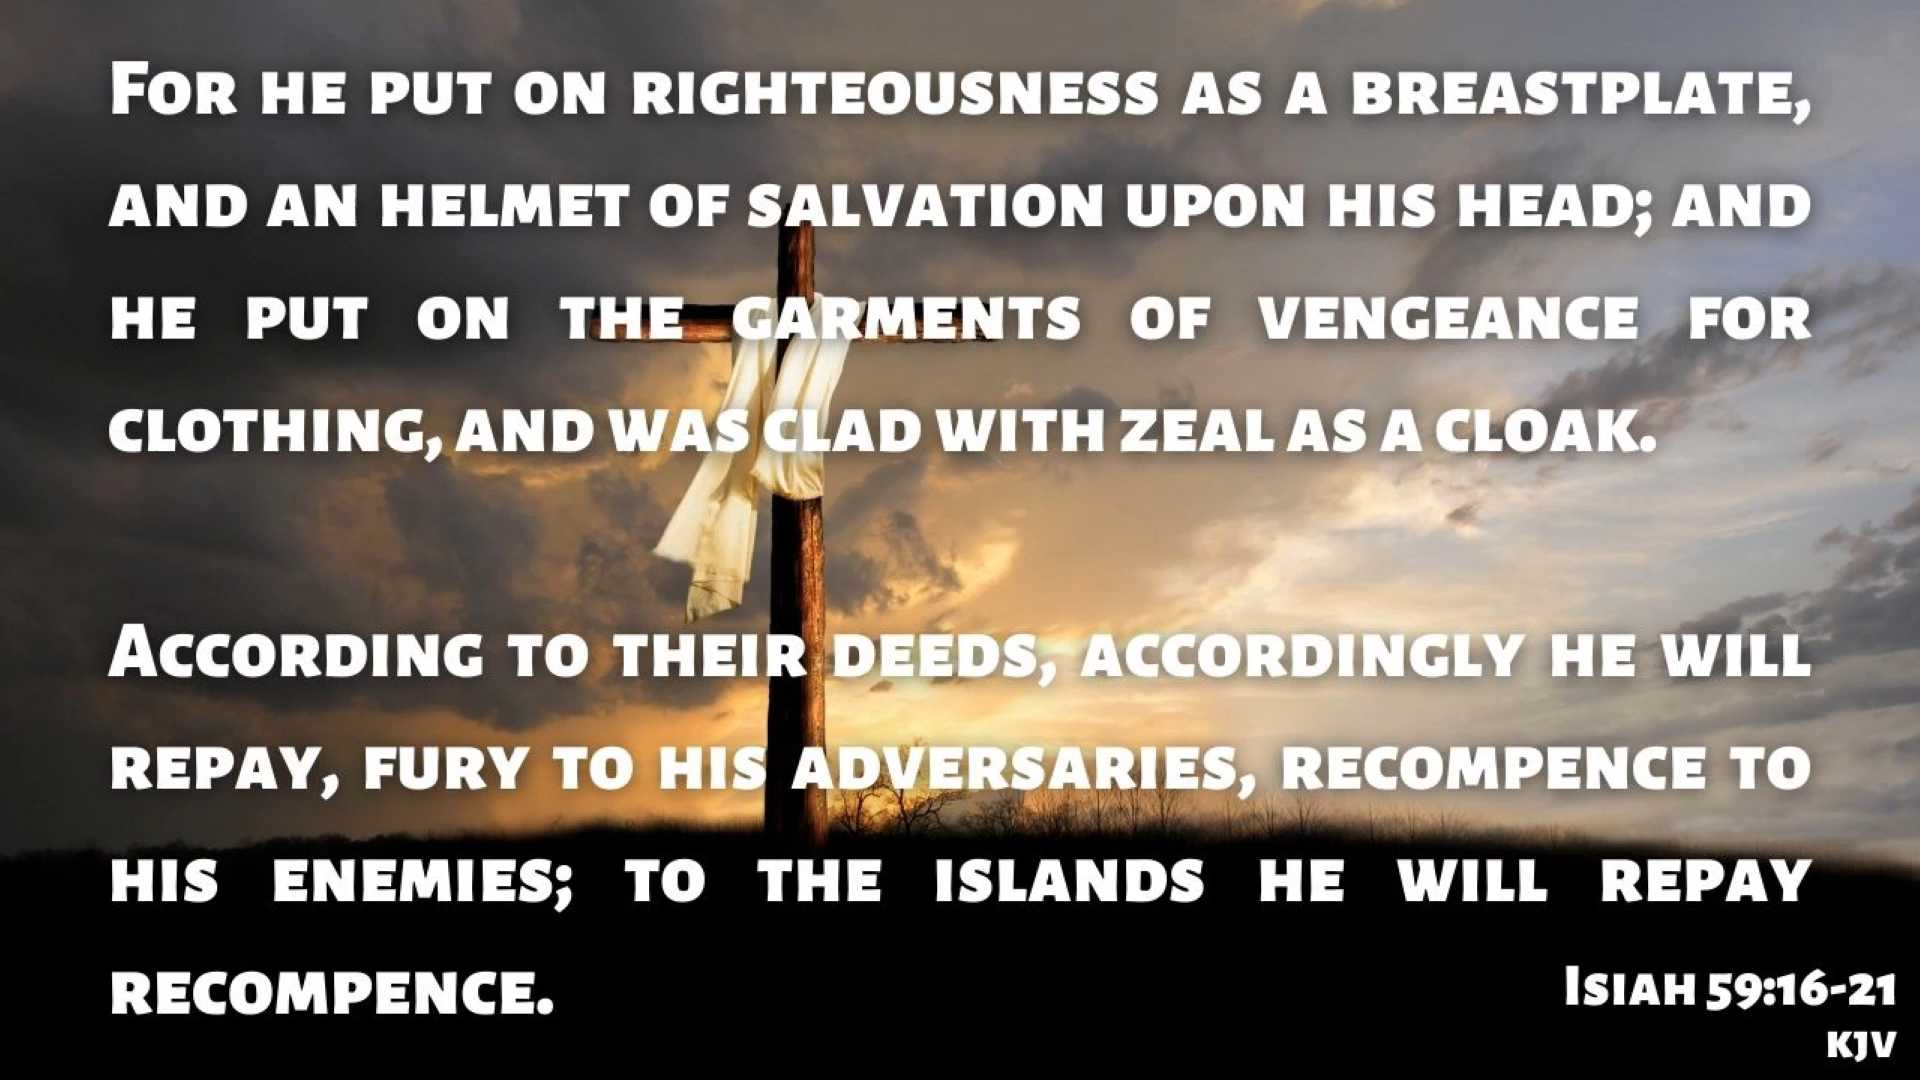 For he put on righteousness as a breastplate,
and an helmet of salvation upon his head; and
he put on the garments of vengeance for
clothing, and was clad with zeal as a cloak.
According to their deeds, accordingly he will
repay, fury to his adversaries, recompence to
his enemies; to the islands he will repay
recompence.
Isiah 59:16-21
KJV